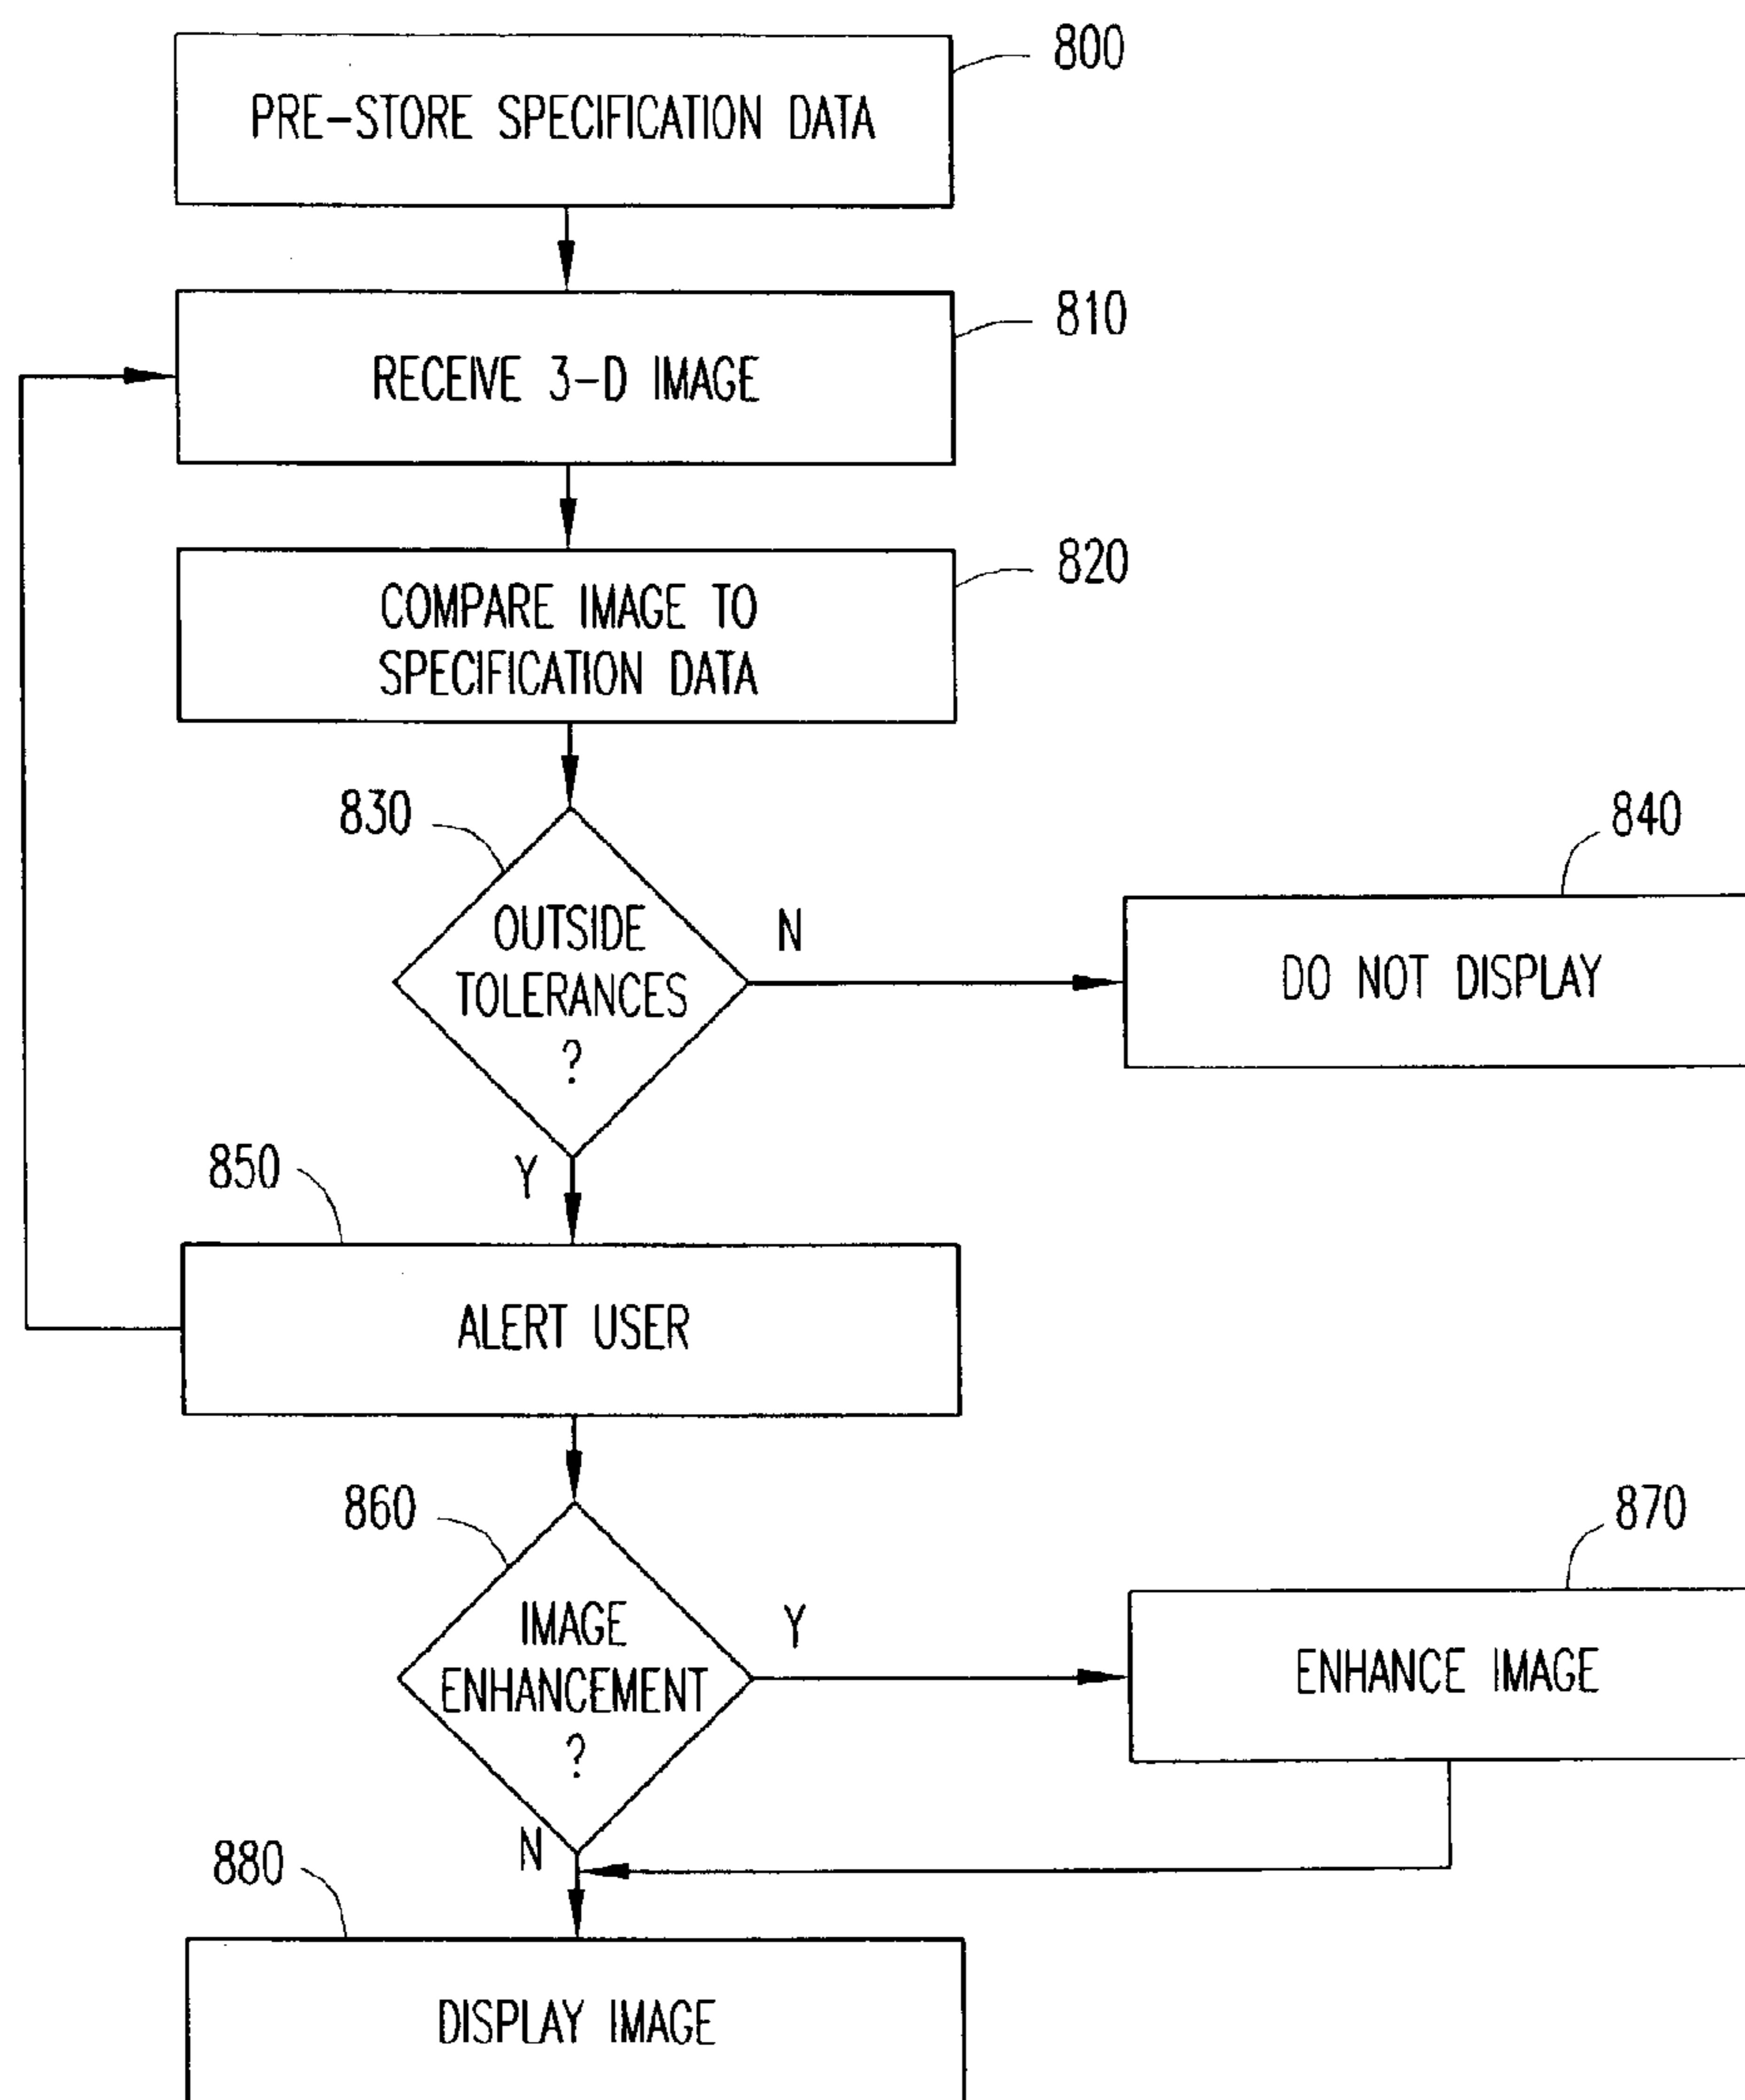 800
PRE-STORE SPECIFICATION DATA
810
RECEIVE 3-D IMAGE
820
COMPARE IMAGE TO
SPECIFICATION DATA
830
840
OUTSIDE
TOLERANCES
?
N
DO NOT DISPLAY
Y
850
ALERT USER
860
870
IMAGE
ENHANCEMENT
?
Y
ENHANCE IMAGE
N
880
DISPLAY IMAGE